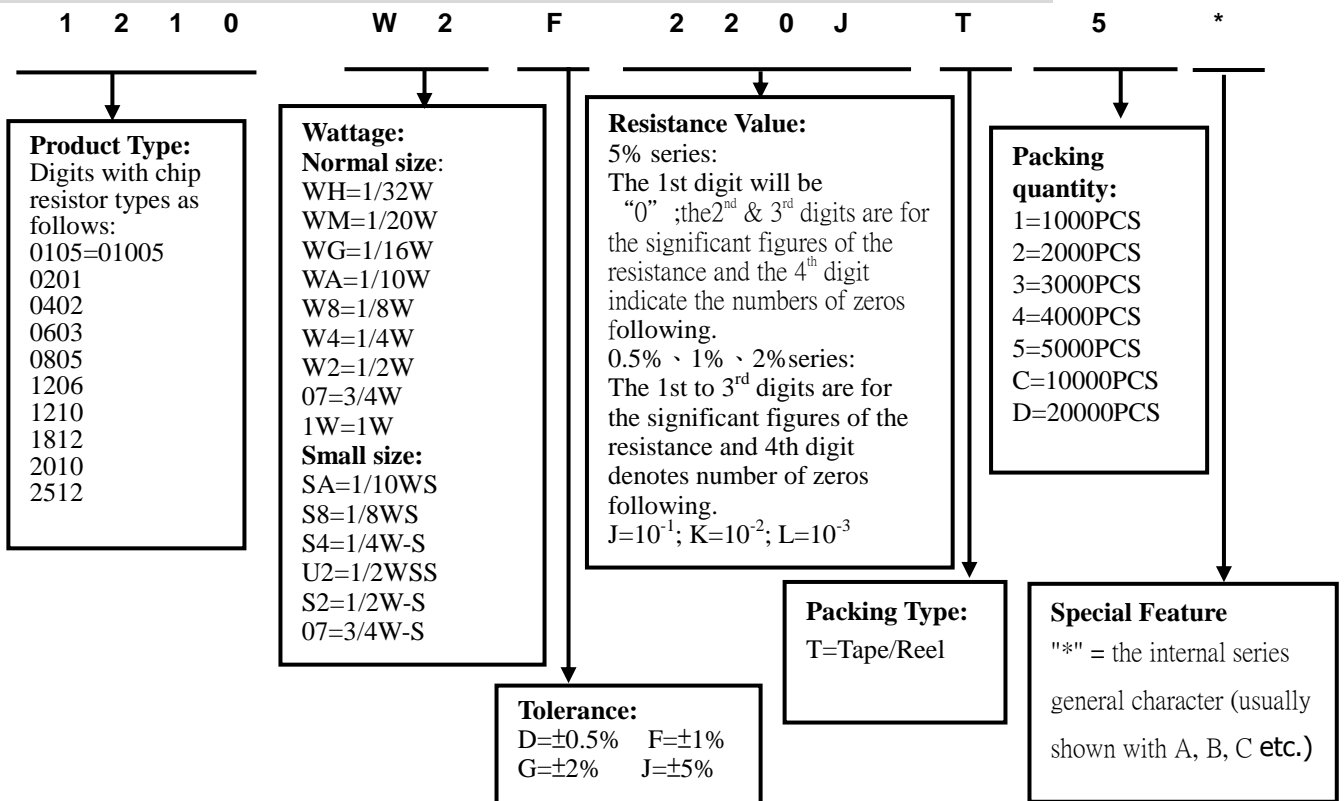 1 2 1 0 W 2 F 2 2 0 J T 5 *
Product Type:
Digits with chip
resistor types as
follows:
0105=01005
0201
0402
0603
0805
1206
1210
1812
2010
2512
Wattage:
Normal size:
WH=1/32W
WM=1/20W
WG=1/16W
WA=1/10W
W8=1/8W
W4=1/4W
W2=1/2W
07=3/4W
1W=1W
Small size:
SA=1/10WS
S8=1/8WS
S4=1/4W-S
U2=1/2WSS
S2=1/2W-S
07=3/4W-S
Tolerance:
D=±0.5% F=±1%
G=±2% J=±5%
Resistance Value:
5% series:
The 1st digit will be
“0” ;the2nd & 3rd digits are for
the significant figures of the
resistance and the 4th digit
indicate the numbers of zeros
following.
0.5%、1%、2%series:
The 1st to 3rd digits are for
the significant figures of the
resistance and 4th digit
denotes number of zeros
following.
J=10-1; K=10-2; L=10-3
Packing Type:
T=Tape/Reel
Packing
quantity:
1=1000PCS
2=2000PCS
3=3000PCS
4=4000PCS
5=5000PCS
C=10000PCS
D=20000PCS
Special Feature
"*" = the internal series
general character (usually
shown with A, B, C etc.)